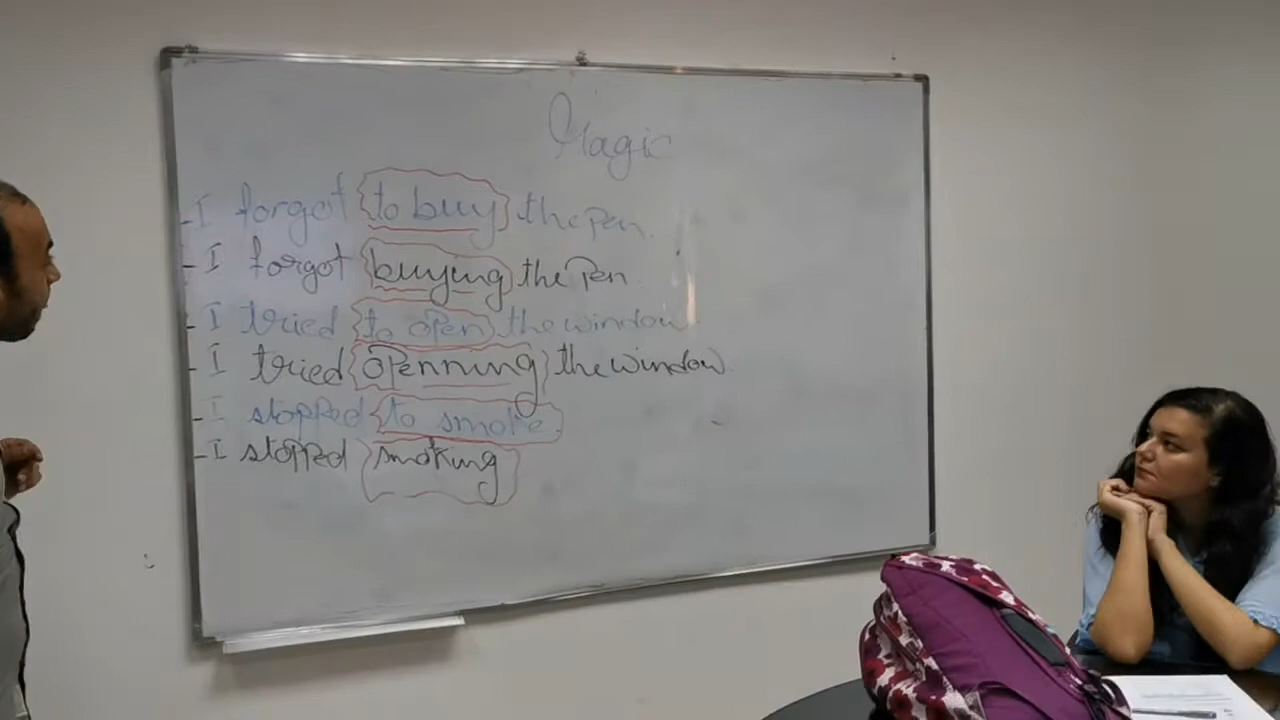 Magic
- I forgot to buy the pen.
- I forgot buying the Pen
- I tried to open the window.
- I tried openning the window.
- I stopped to smoke.
- I stopped smoking